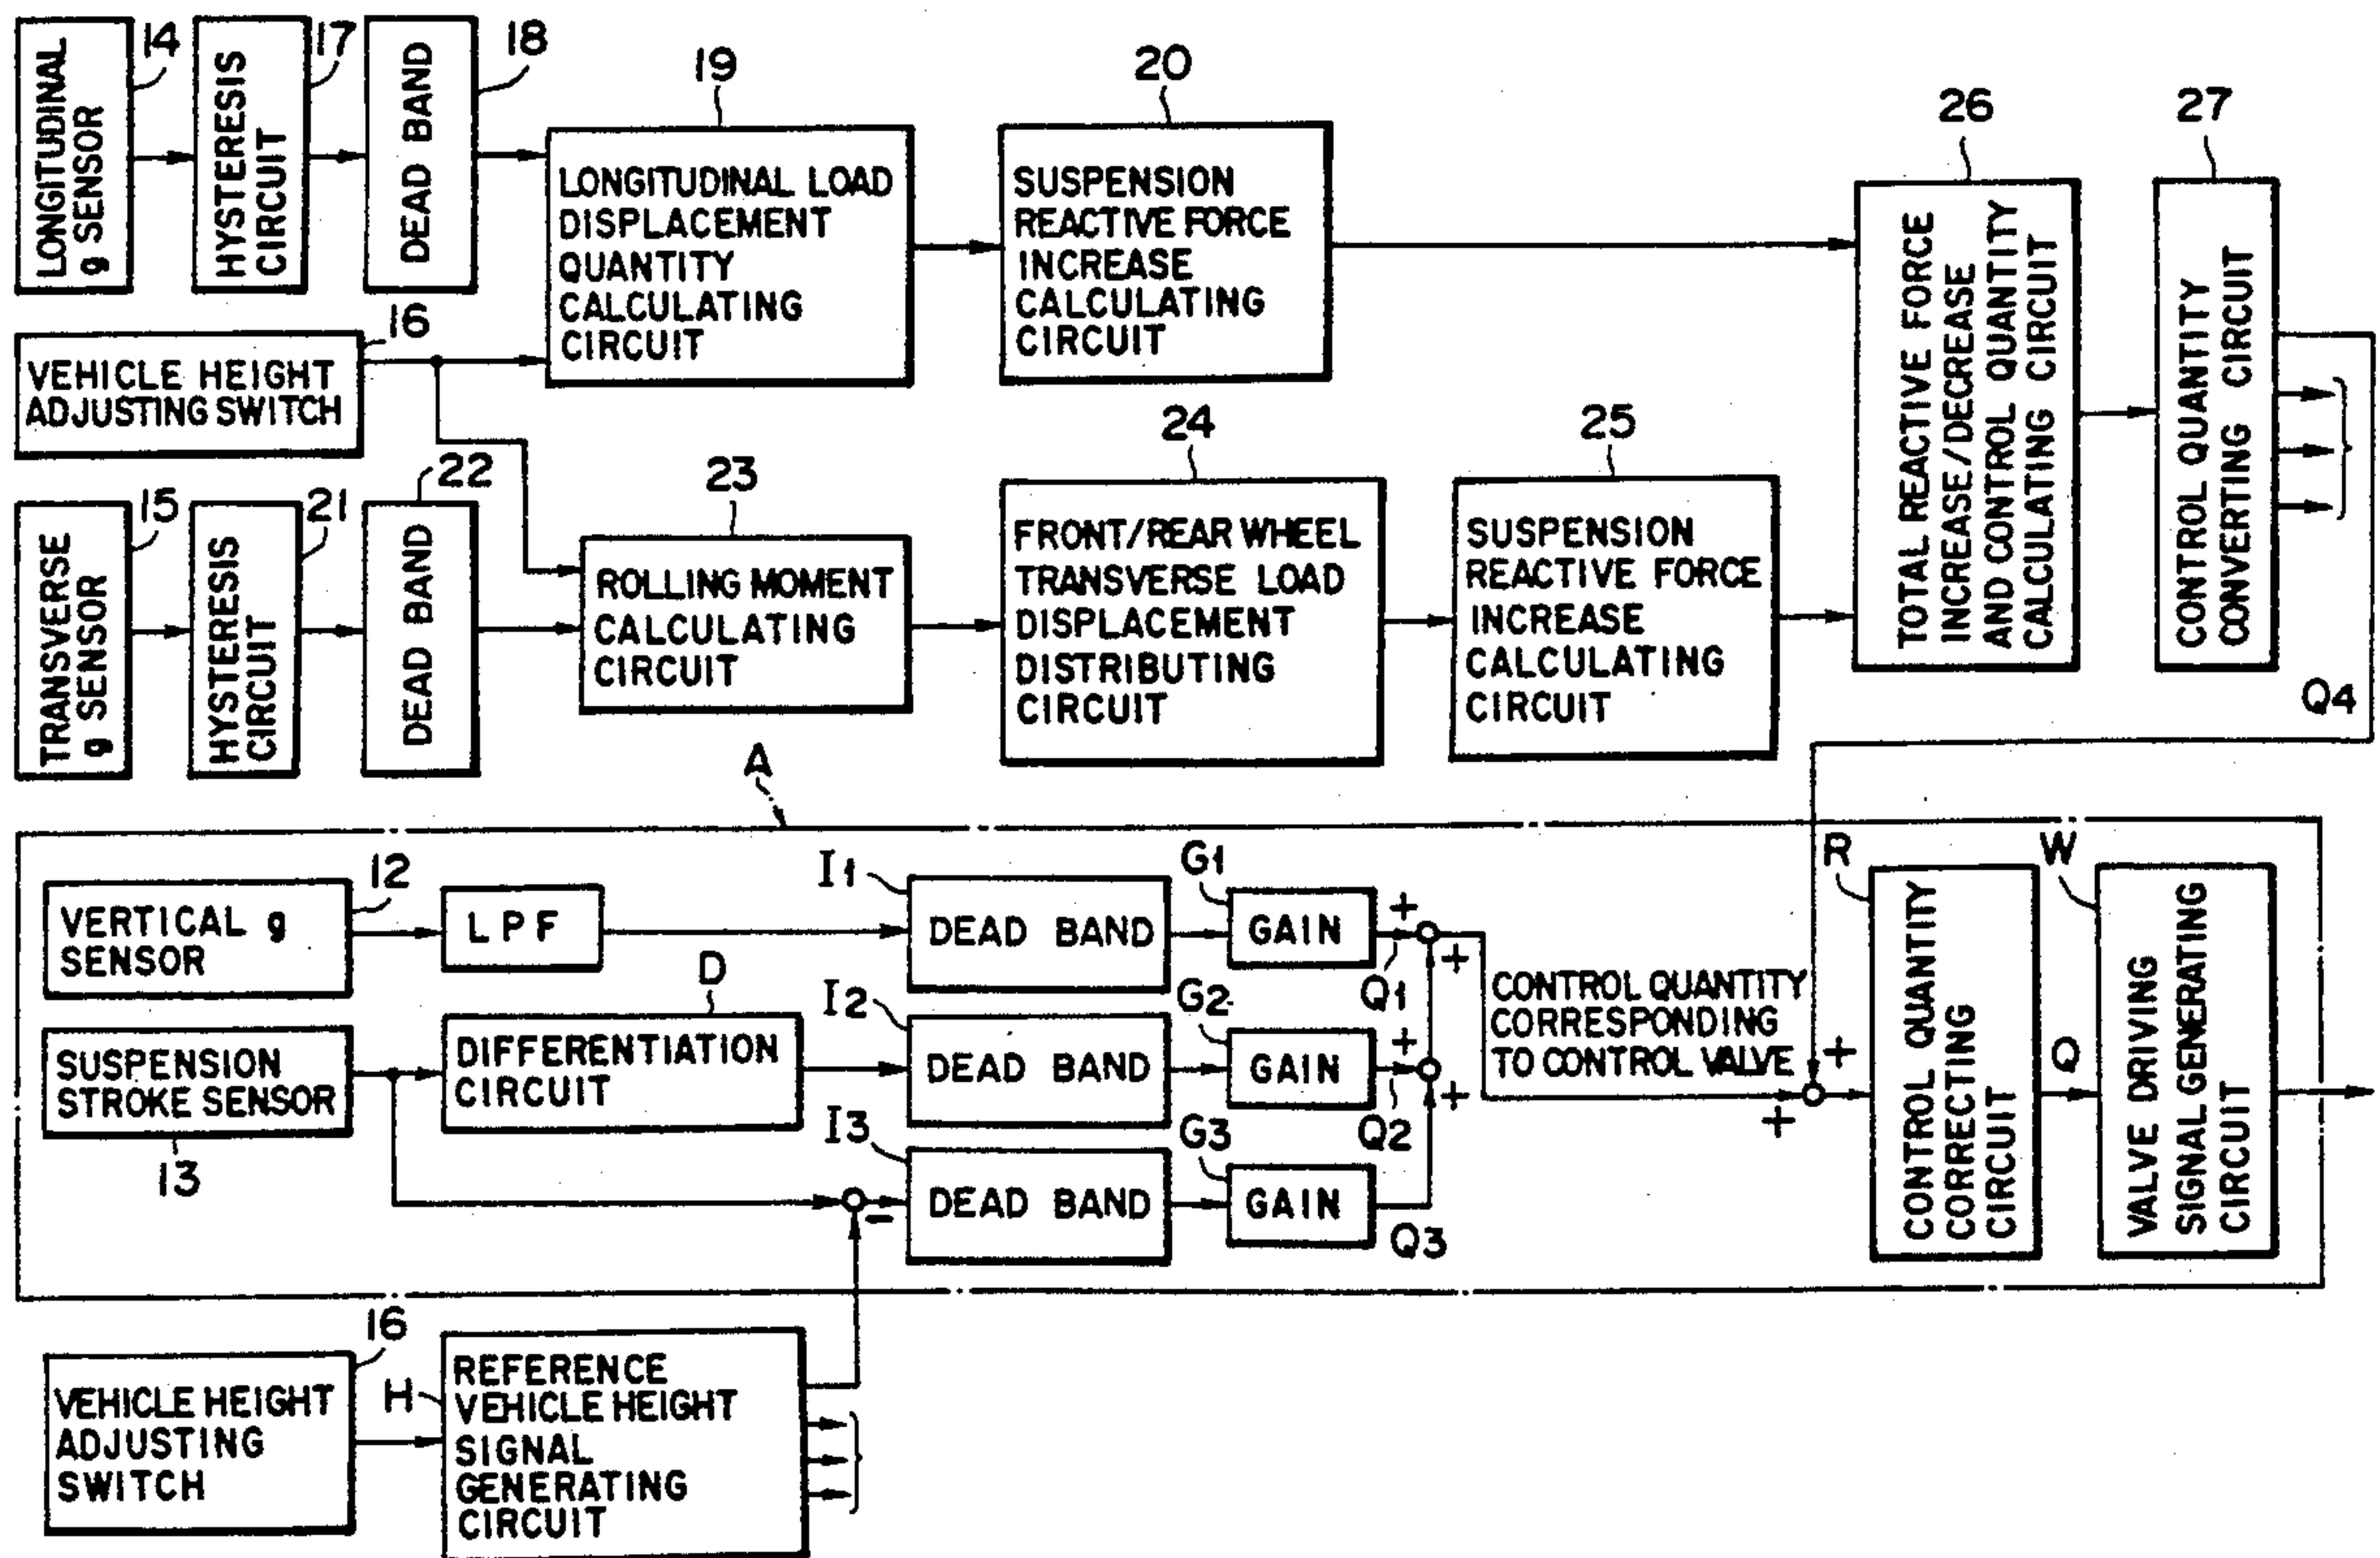 14
17
18
19
20
26
27
LONGITUDINAL
g SENSOR
HYSTERESIS
CIRCUIT
DEAD BAND
LONGITUDINAL LOAD
DISPLACEMENT
QUANTITY
CALCULATING
CIRCUIT
SUSPENSION
REACTIVE FORCE
INCREASE
CALCULATING
CIRCUIT
TOTAL REACTIVE FORCE
INCREASE/DECREASE
AND CONTROL QUANTITY
CALCULATING CIRCUIT
CONTROL QUANTITY
CONVERTING CIRCUIT
16
VEHICLE HEIGHT
ADJUSTING SWITCH
15
21
22
23
24
25
TRANSVERSE
g SENSOR
HYSTERESIS
CIRCUIT
DEAD BAND
ROLLING MOMENT
CALCULATING
CIRCUIT
FRONT/REAR WHEEL
TRANSVERSE LOAD
DISPLACEMENT
DISTRIBUTING
CIRCUIT
SUSPENSION
REACTIVE FORCE
INCREASE
CALCULATING
CIRCUIT
Q4
A
12
VERTICAL g
SENSOR
LPF
I1
DEAD BAND
G1
GAIN
+
+
Q1
SUSPENSION
STROKE SENSOR
13
D
DIFFERENTIATION
CIRCUIT
I2
DEAD BAND
G2
GAIN
+
+
Q2
I3
DEAD BAND
G3
GAIN
Q3
-
CONTROL QUANTITY
CORRESPONDING
TO CONTROL VALVE
+
+
R
CONTROL QUANTITY
CORRECTING
CIRCUIT
Q
W
VALVE DRIVING
SIGNAL GENERATING
CIRCUIT
16
VEHICLE HEIGHT
ADJUSTING
SWITCH
H
REFERENCE
VEHICLE HEIGHT
SIGNAL
GENERATING
CIRCUIT